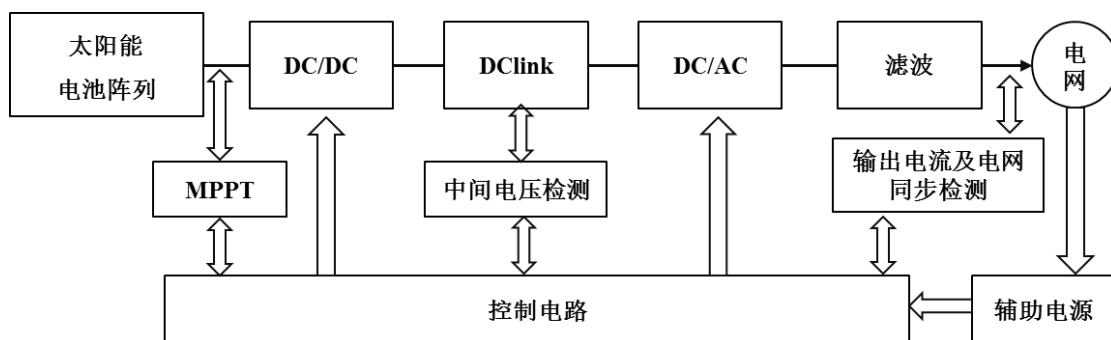 太阳能
电池阵列
DC/DC
DClink
DC/AC
滤波
电
网
MPPT
中间电压检测
输出电流及电网
同步检测
控制电路
辅助电源